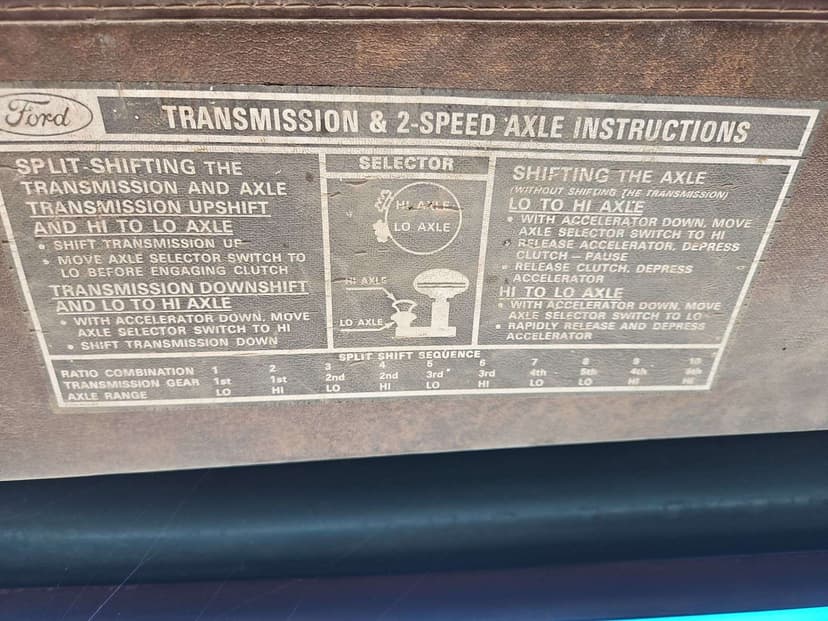 Ford
TRANSMISSION & 2-SPEED AXLE INSTRUCTIONS
SPLIT-SHIFTING THE
TRANSMISSION AND AXLE
TRANSMISSION UPSHIFT
AND HI TO LO AXLE
• SHIFT TRANSMISSION UP
• MOVE AXLE SELECTOR SWITCH TO
LO BEFORE ENGAGING CLUTCH
TRANSMISSION DOWNSHIFT
AND LO TO HI AXLE
• WITH ACCELERATOR DOWN, MOVE
AXLE SELECTOR SWITCH TO HI
• SHIFT TRANSMISSION DOWN
SELECTOR
HI AXLE
LO AXLE
HI AXLE
LO AXLE
SHIFTING THE AXLE
(WITHOUT SHIFTING THE TRANSMISSION)
LO TO HI AXLE
• WITH ACCELERATOR DOWN, MOVE
AXLE SELECTOR SWITCH TO HI
• RELEASE ACCELERATOR, DEPRESS
CLUTCH – PAUSE
• RELEASE CLUTCH, DEPRESS
ACCELERATOR
HI TO LO AXLE
• WITH ACCELERATOR DOWN, MOVE
AXLE SELECTOR SWITCH TO LO
• RAPIDLY RELEASE AND DEPRESS
ACCELERATOR
SPLIT SHIFT SEQUENCE
RATIO COMBINATION 1 2 3 4 5 6 7 8 9 10
TRANSMISSION GEAR 1st 1st 2nd 2nd 3rd 3rd 4th 5th 4th 5th
AXLE RANGE LO HI LO HI LO HI LO LO HI HI